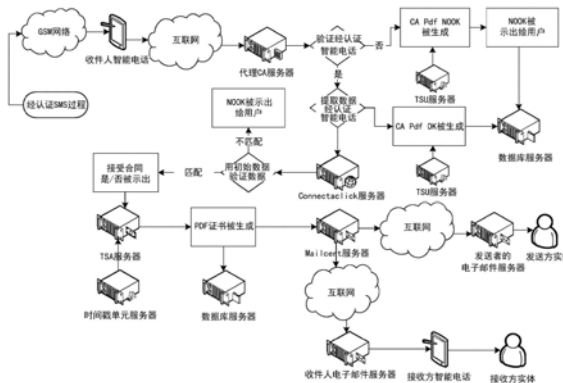 GSM网络
收件人智能电话
互联网
代理CA服务器
验证经认证
智能电话
否
CA Pdf NOOK
被生成
NOOK被
示出给用户
经认证SMS过程
是
TSU服务器
NOOK被示出
给用户
提取数据
经认证
智能电话
CA Pdf OK被生成
数据库服务器
不匹配
接受合同
是/否被示出
匹配
用初始数据
验证数据
Connectaclick服务器
TSU服务器
TSA服务器
PDF证书被生成
Mailcert服务器
互联网
发送者的
电子邮件服务器
发送方实体
时间戳单元服务器
数据库服务器
互联网
收件人电子邮件服务器
接收方智能电话
接收方实体